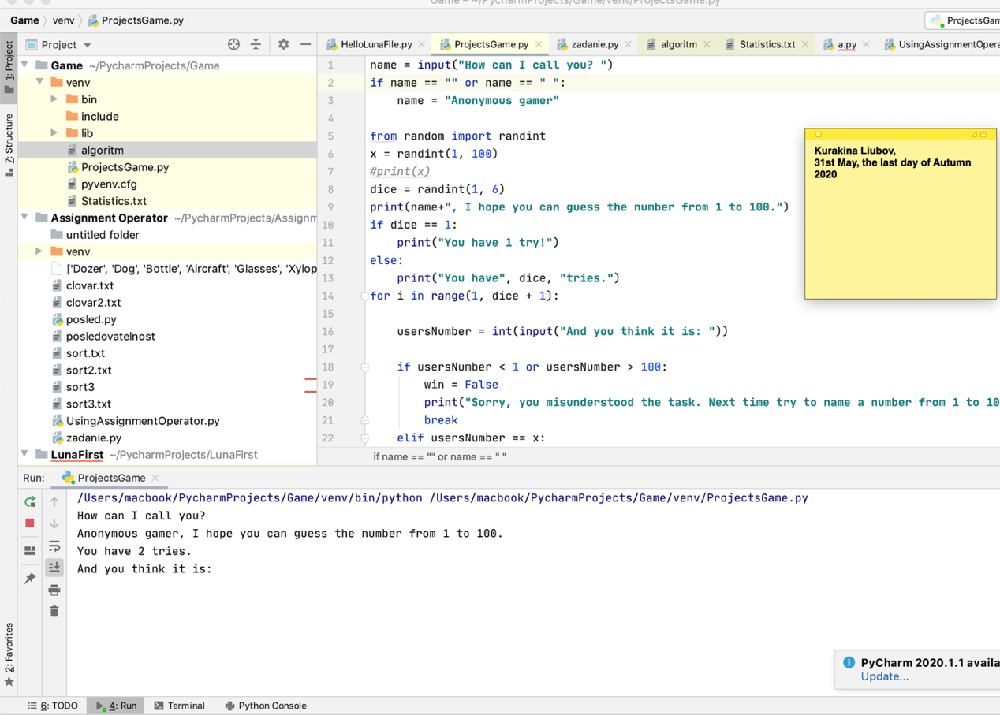 Game – ~/PycharmProjects/Game/venv/ProjectsGame.py
Game venv ProjectsGame.py
ProjectsGam
1: Project
Z: Structure
2: Favorites
Project
Game ~/PycharmProjects/Game
venv
bin
include
lib
algoritm
ProjectsGame.py
pyvenv.cfg
Statistics.txt
Assignment Operator ~/PycharmProjects/Assignm
untitled folder
venv
['Dozer', 'Dog', 'Bottle', 'Aircraft', 'Glasses', 'Xylop
clovar.txt
clovar2.txt
posled.py
posledovatelnost
sort.txt
sort2.txt
sort3
sort3.txt
UsingAssignmentOperator.py
zadanie.py
LunaFirst ~/PycharmProjects/LunaFirst
HelloLunaFile.py ProjectsGame.py zadanie.py algoritm Statistics.txt a.py UsingAssignmentOpera
1 name = input("How can I call you? ")
2 if name == "" or name == " ":
3 name = "Anonymous gamer"
4
5 from random import randint
6 x = randint(1, 100)
7 #print(x)
8 dice = randint(1, 6)
9 print(name+", I hope you can guess the number from 1 to 100.")
10 if dice == 1:
11 print("You have 1 try!")
12 else:
13 print("You have", dice, "tries.")
14 for i in range(1, dice + 1):
15
16 usersNumber = int(input("And you think it is: "))
17
18 if usersNumber < 1 or usersNumber > 100:
19 win = False
20 print("Sorry, you misunderstood the task. Next time try to name a number from 1 to 10
21 break
22 elif usersNumber == x:
if name == "" or name == " "
Kurakina Liubov,
31st May, the last day of Autumn
2020
Run: ProjectsGame
/Users/macbook/PycharmProjects/Game/venv/bin/python /Users/macbook/PycharmProjects/Game/venv/ProjectsGame.py
How can I call you?
Anonymous gamer, I hope you can guess the number from 1 to 100.
You have 2 tries.
And you think it is:
PyCharm 2020.1.1 availa
Update...
6: TODO 4: Run Terminal Python Console